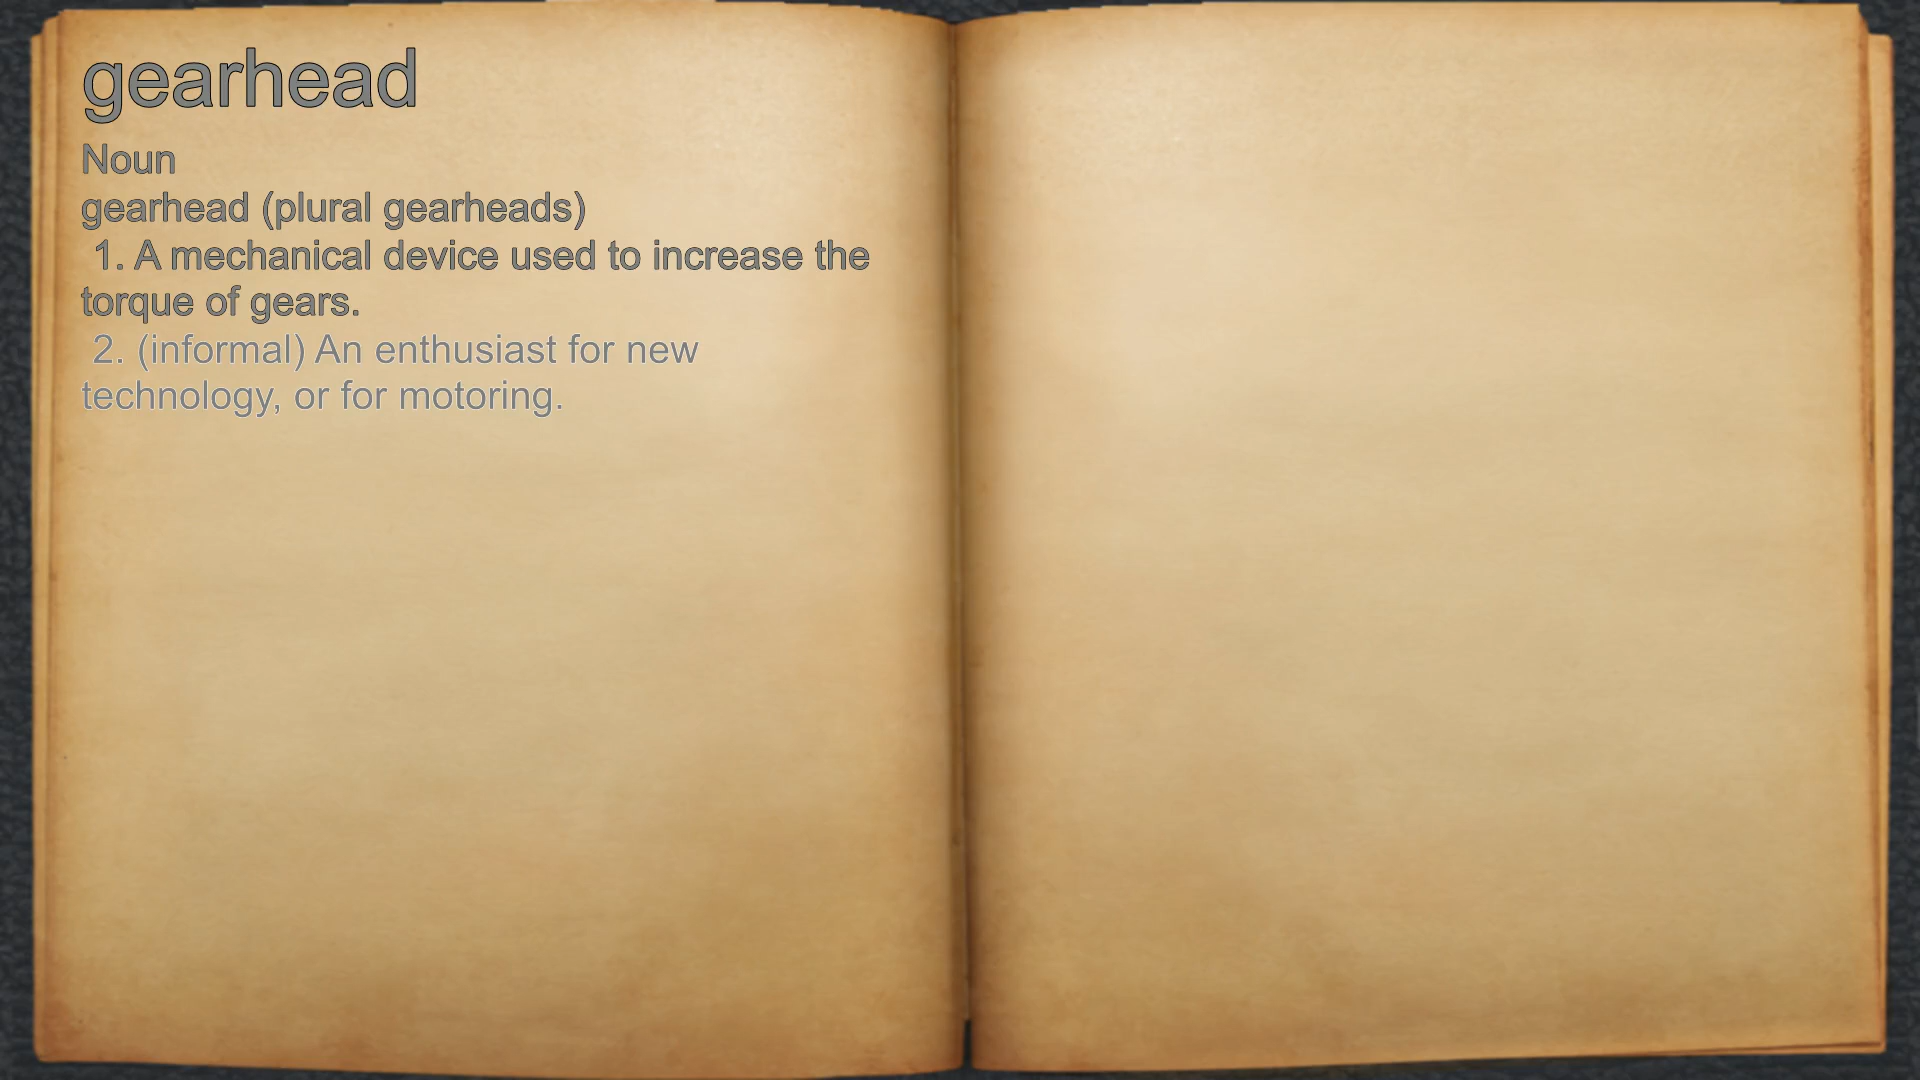 gearhead
Noun
gearhead (plural gearheads)
1. A mechanical device used to increase the
torque of gears.
2. (informal) An enthusiast for new
technology, or for motoring.